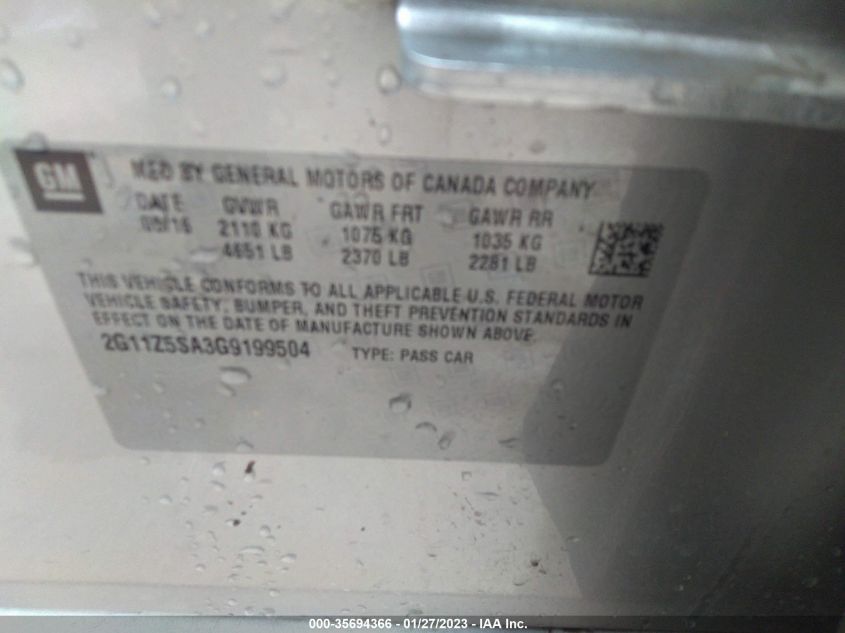 GM
MFD BY GENERAL MOTORS OF CANADA COMPANY
DATE GVWR GAWR FRT GAWR RR
2110 KG 1075 KG 1035 KG
4651 LB 2370 LB 2281 LB
THIS VEHICLE CONFORMS TO ALL APPLICABLE U.S. FEDERAL MOTOR
VEHICLE SAFETY, BUMPER, AND THEFT PREVENTION STANDARDS IN
EFFECT ON THE DATE OF MANUFACTURE SHOWN ABOVE
2G11Z5SA3G9199504 TYPE: PASS CAR
000-35694366 - 01/27/2023 - IAA Inc.